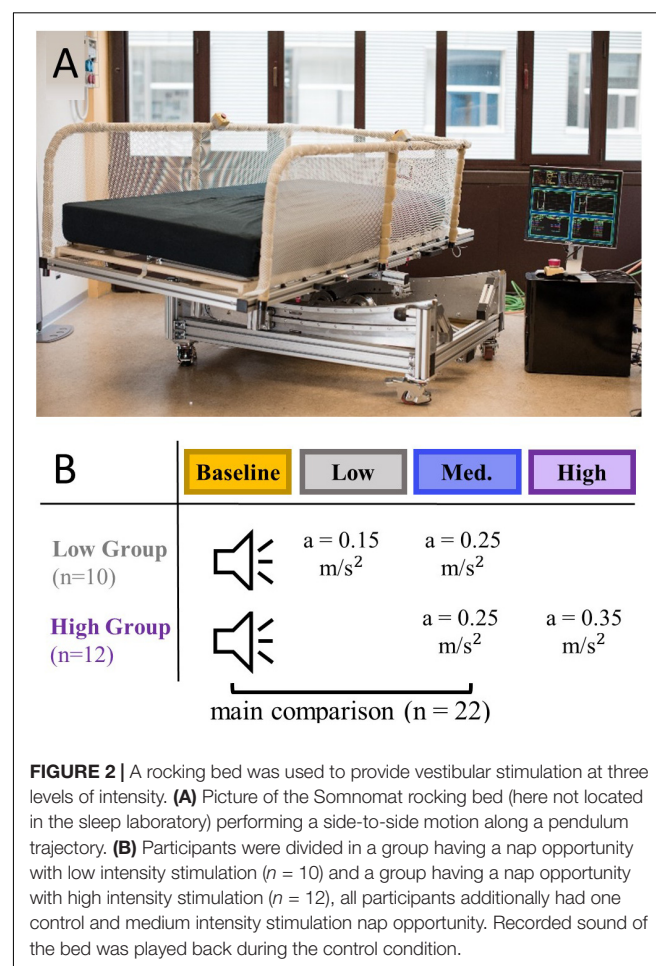 A
B
Baseline Low Med. High
Low Group
(n=10)
a = 0.15
m/s²
a = 0.25
m/s²
High Group
(n=12)
a = 0.25
m/s²
a = 0.35
m/s²
main comparison (n = 22)
FIGURE 2 | A rocking bed was used to provide vestibular stimulation at three
levels of intensity. (A) Picture of the Somnomat rocking bed (here not located
in the sleep laboratory) performing a side-to-side motion along a pendulum
trajectory. (B) Participants were divided in a group having a nap opportunity
with low intensity stimulation (n = 10) and a group having a nap opportunity
with high intensity stimulation (n = 12), all participants additionally had one
control and medium intensity stimulation nap opportunity. Recorded sound of
the bed was played back during the control condition.